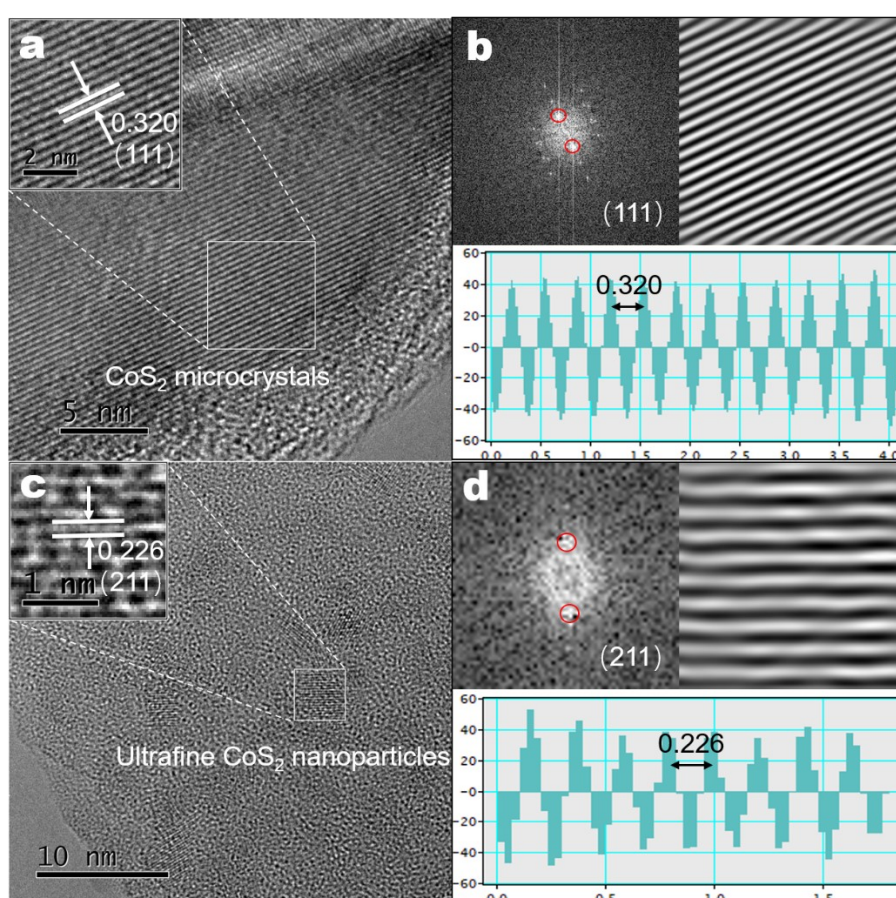 a
0.320
(111)
2 nm
CoS₂ microcrystals
5 nm
b
(111)
60
40
20
-0
-20
-40
-60
0.320
0.0 0.5 1.0 1.5 2.0 2.5 3.0 3.5 4.0
c
0.226
(211)
1 nm
Ultrafine CoS₂ nanoparticles
10 nm
d
(211)
60
40
20
-0
-20
-40
-60
0.226
0.0 0.5 1.0 1.5